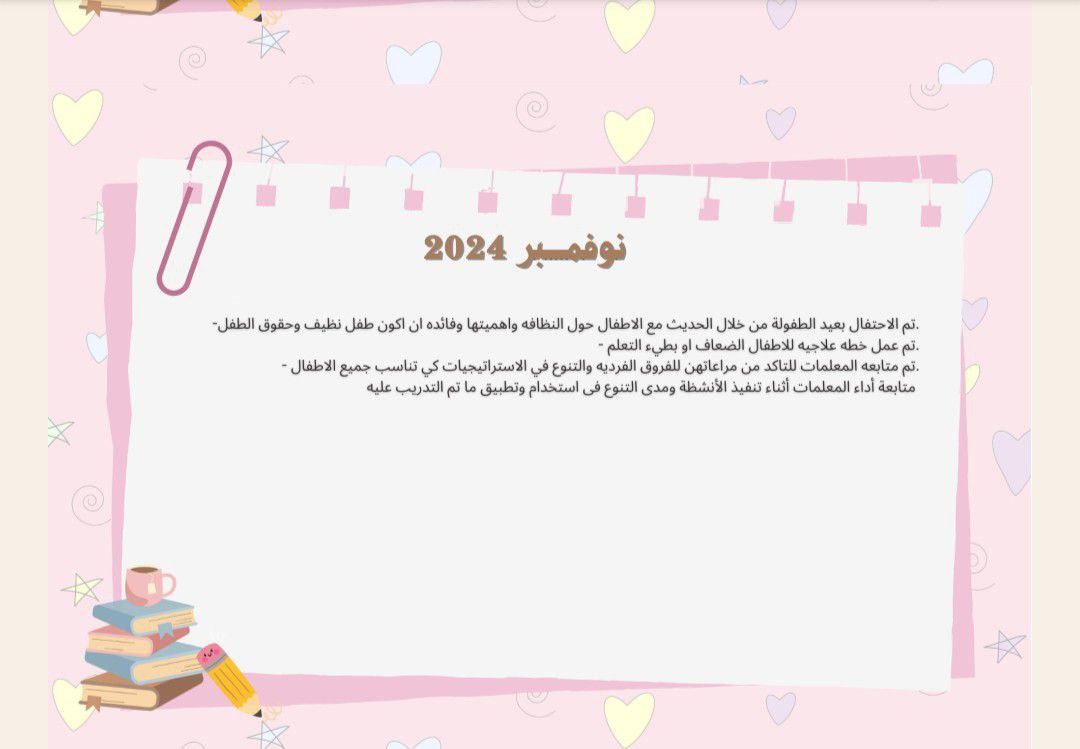 نوفمبر 2024
.تم الاحتفال بعيد الطفولة من خلال الحديث مع الاطفال حول النظافه واهميتها وفائده ان اكون طفل نظيف وحقوق الطفل-
.تم عمل خطه علاجيه للاطفال الضعاف او بطيء التعلم -
.تم متابعه المعلمات للتاكد من مراعاتهن للفروق الفرديه والتنوع في الاستراتيجيات كي تناسب جميع الاطفال -
متابعة أداء المعلمات أثناء تنفيذ الأنشظة ومدى التنوع فى استخدام وتطبيق ما تم التدريب عليه